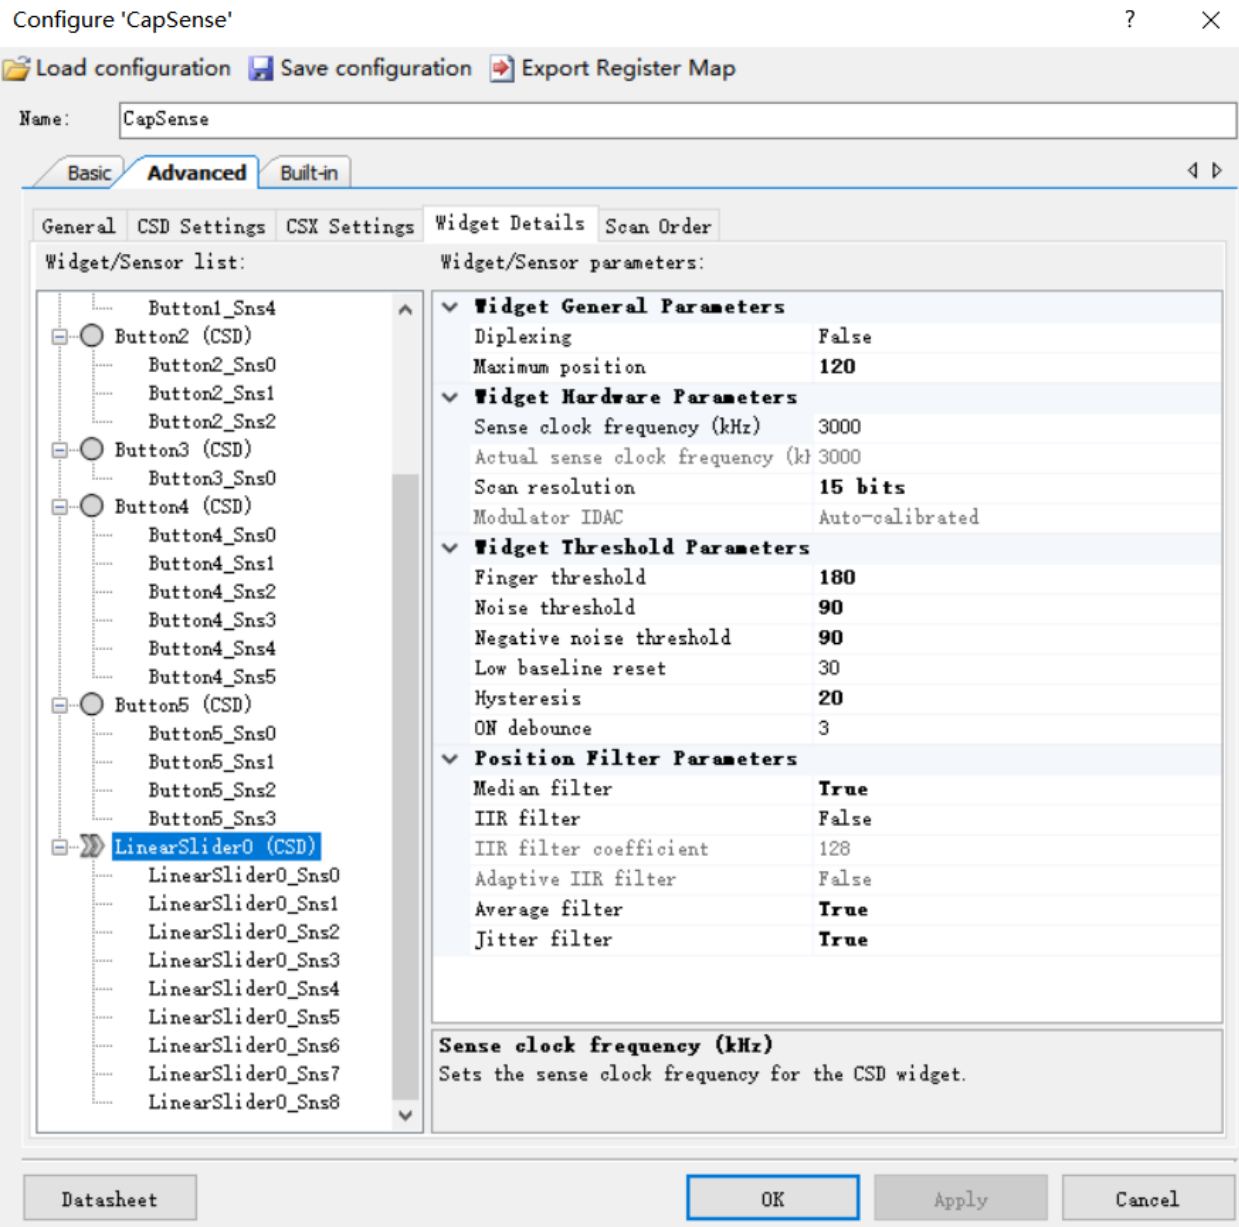 Configure 'CapSense'
?
Load configuration Save configuration Export Register Map
Name: CapSense
Basic Advanced Built-in
General CSD Settings CSX Settings Widget Details Scan Order
Widget/Sensor list:
Button1_Sns4
Button2 (CSD)
Button2_Sns0
Button2_Sns1
Button2_Sns2
Button3 (CSD)
Button3_Sns0
Button4 (CSD)
Button4_Sns0
Button4_Sns1
Button4_Sns2
Button4_Sns3
Button4_Sns4
Button4_Sns5
Button5 (CSD)
Button5_Sns0
Button5_Sns1
Button5_Sns2
Button5_Sns3
LinearSlider0 (CSD)
LinearSlider0_Sns0
LinearSlider0_Sns1
LinearSlider0_Sns2
LinearSlider0_Sns3
LinearSlider0_Sns4
LinearSlider0_Sns5
LinearSlider0_Sns6
LinearSlider0_Sns7
LinearSlider0_Sns8
Widget/Sensor parameters:
Widget General Parameters
Diplexing False
Maximum position 120
Widget Hardware Parameters
Sense clock frequency (kHz) 3000
Actual sense clock frequency (kH 3000
Scan resolution 15 bits
Modulator IDAC Auto-calibrated
Widget Threshold Parameters
Finger threshold 180
Noise threshold 90
Negative noise threshold 90
Low baseline reset 30
Hysteresis 20
ON debounce 3
Position Filter Parameters
Median filter True
IIR filter False
IIR filter coefficient 128
Adaptive IIR filter False
Average filter True
Jitter filter True
Sense clock frequency (kHz)
Sets the sense clock frequency for the CSD widget.
Datasheet OK Apply Cancel